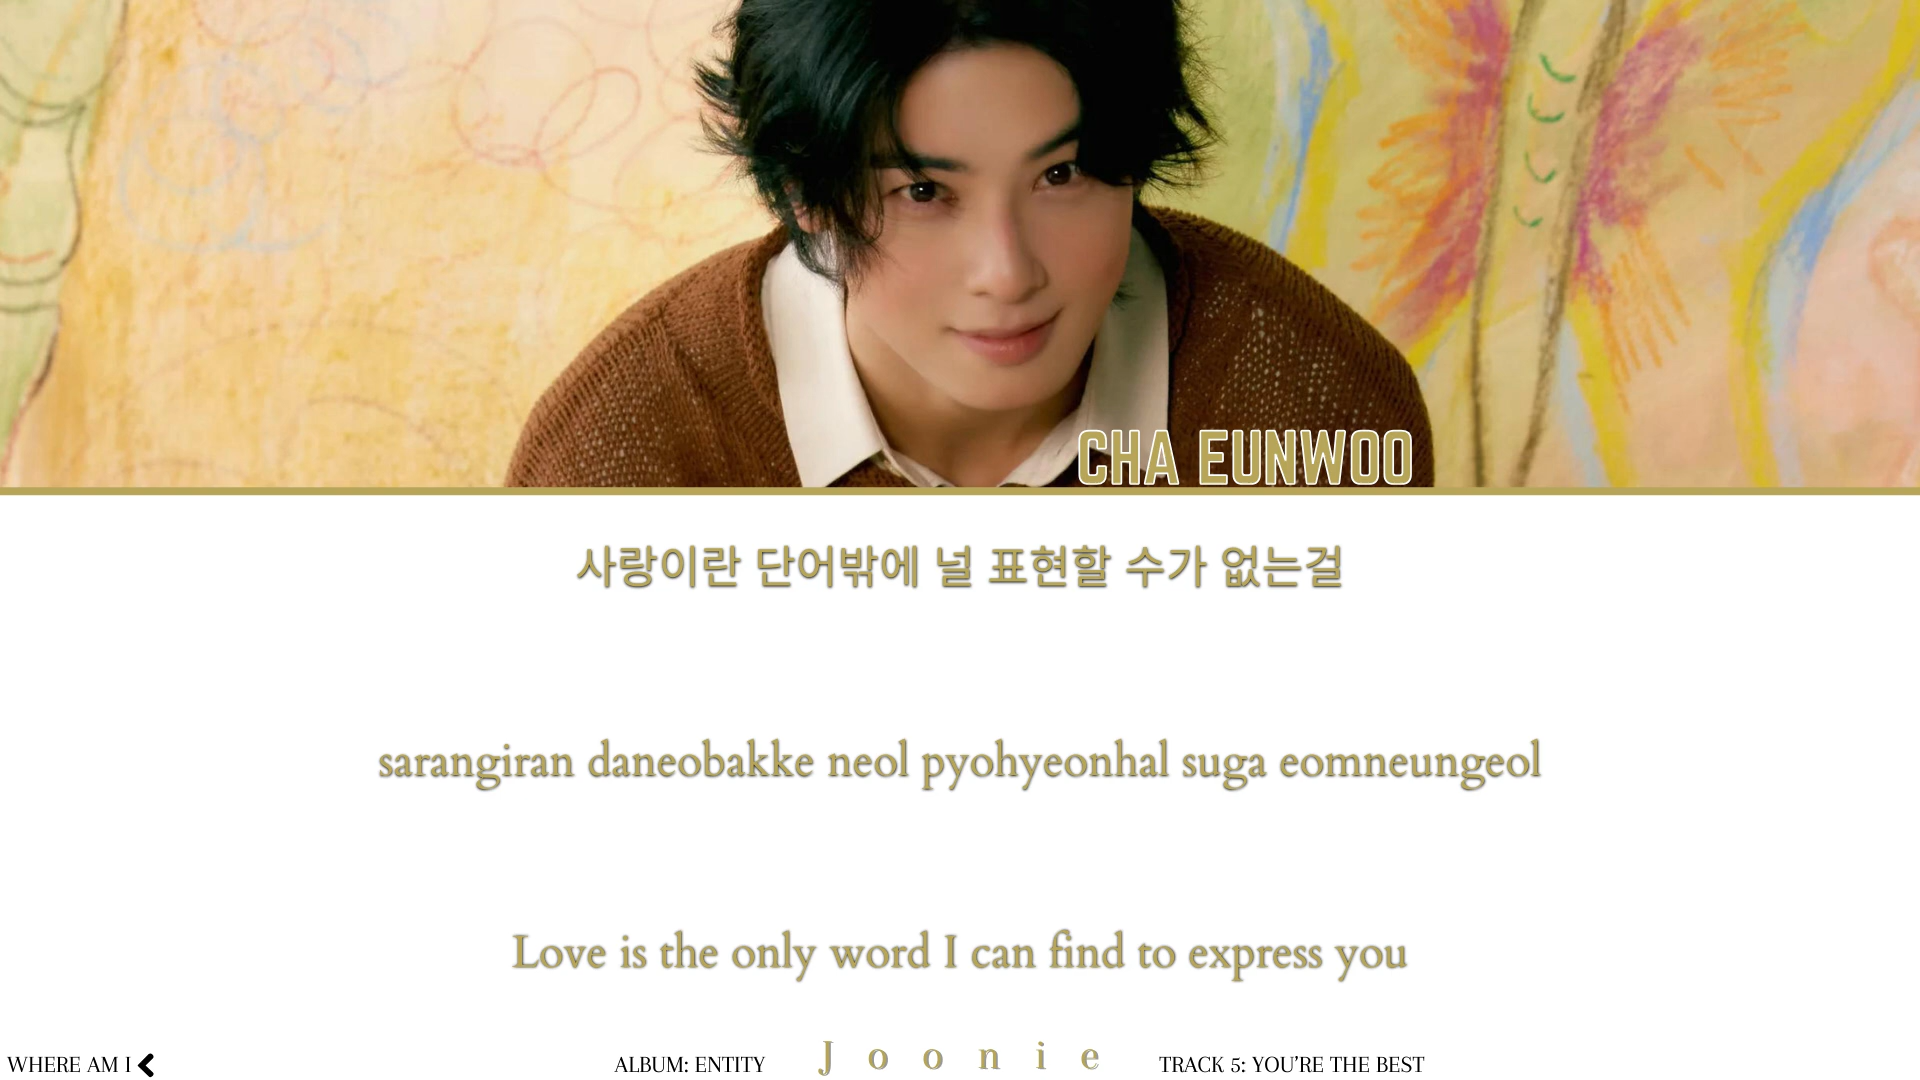 CHA EUNWOO
사랑이란 단어밖에 널 표현할 수가 없는걸
sarangiran daneobakke neol pyohyeonhal suga eomneungeol
Love is the only word I can find to express you
WHERE AM I ALBUM: ENTITY Joonie TRACK 5: YOU’RE THE BEST